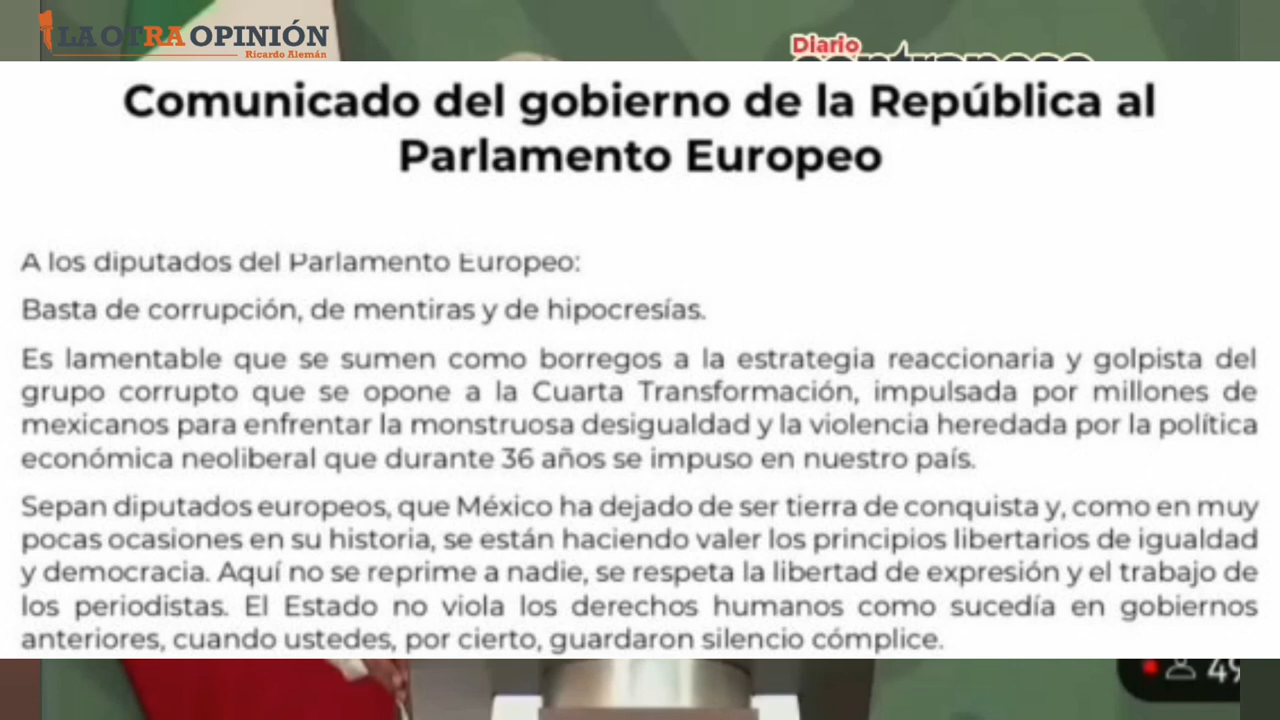 LA OTRA OPINIÓN
Ricardo Alemán
Diario
contrapeso
Comunicado del gobierno de la República al
Parlamento Europeo
A los diputados del Parlamento Europeo:
Basta de corrupción, de mentiras y de hipocresías.
Es lamentable que se sumen como borregos a la estrategia reaccionaria y golpista del
grupo corrupto que se opone a la Cuarta Transformación, impulsada por millones de
mexicanos para enfrentar la monstruosa desigualdad y la violencia heredada por la política
económica neoliberal que durante 36 años se impuso en nuestro país.
Sepan diputados europeos, que México ha dejado de ser tierra de conquista y, como en muy
pocas ocasiones en su historia, se están haciendo valer los principios libertarios de igualdad
y democracia. Aquí no se reprime a nadie, se respeta la libertad de expresión y el trabajo de
los periodistas. El Estado no viola los derechos humanos como sucedía en gobiernos
anteriores, cuando ustedes, por cierto, guardaron silencio cómplice.